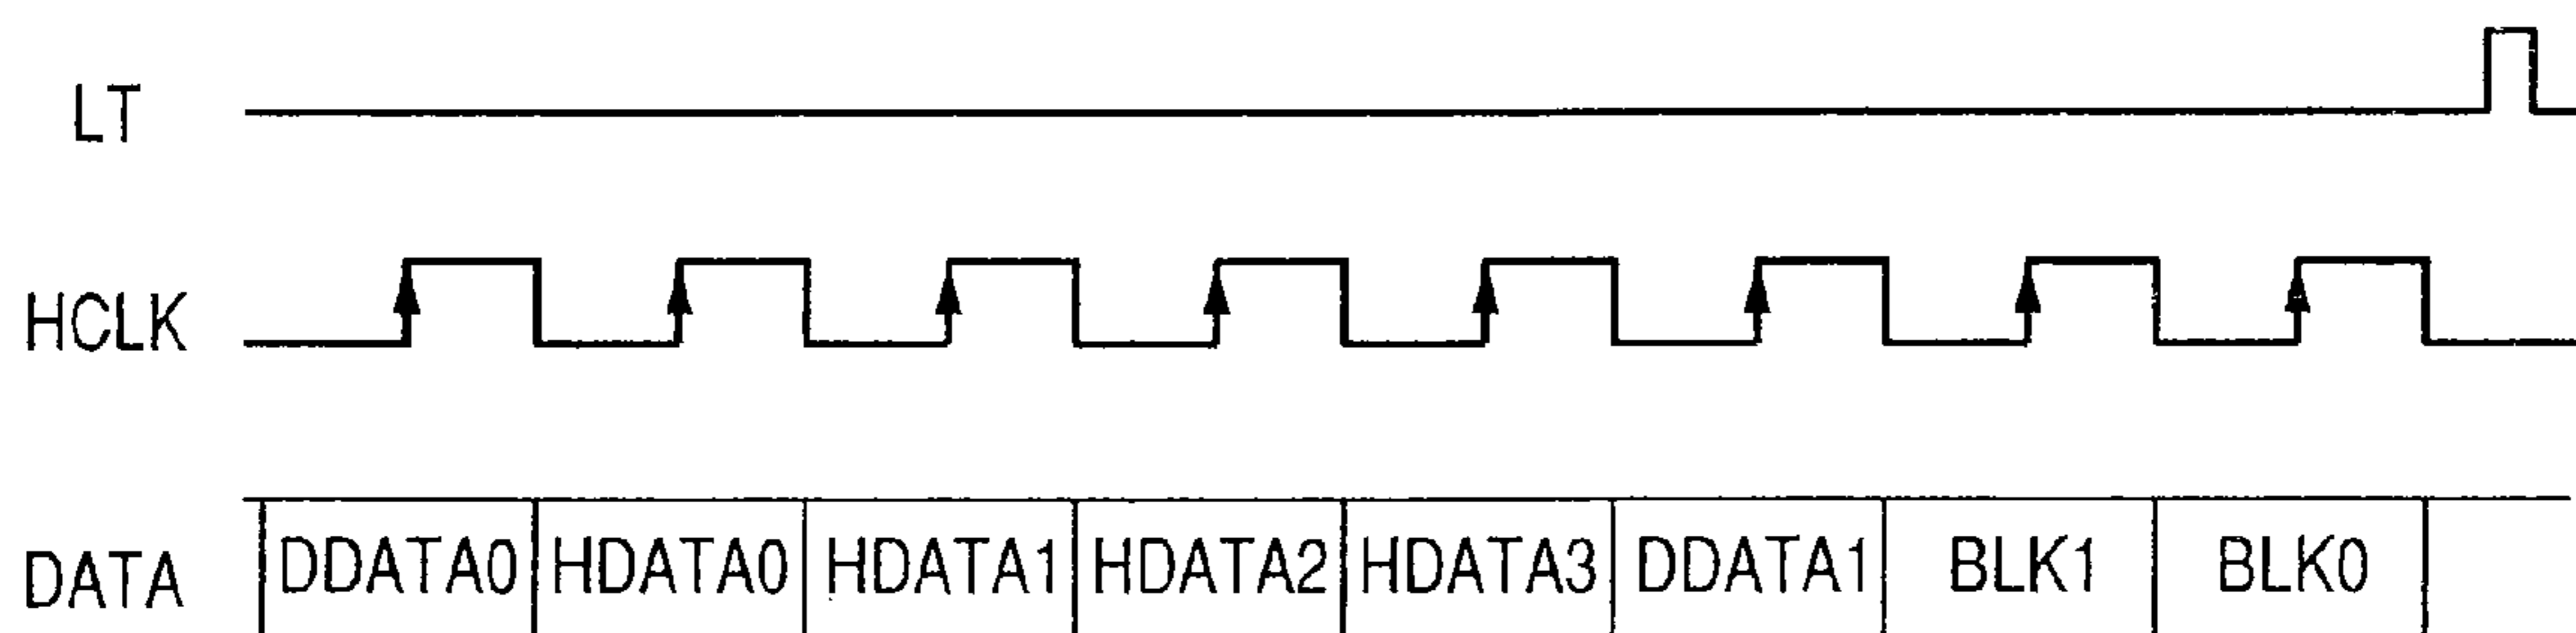 LT
HCLK
DATA DDATA0 HDATA0 HDATA1 HDATA2 HDATA3 DDATA1 BLK1 BLK0